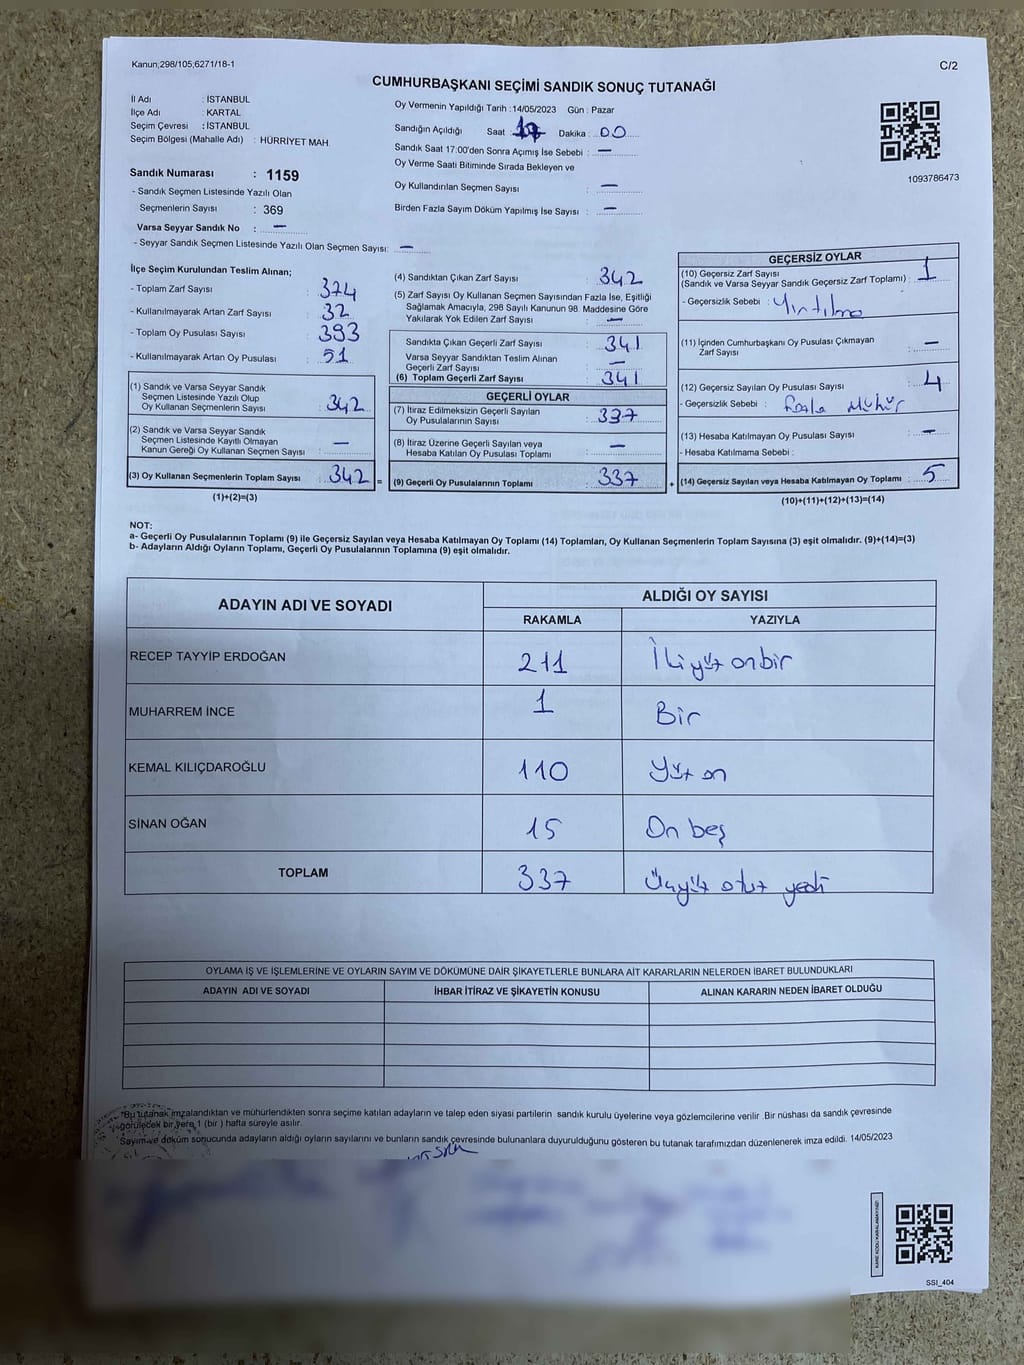 Kanun;298/105;6271/18-1
C/2
CUMHURBAŞKANI SEÇİMİ SANDIK SONUÇ TUTANAĞI
İl Adı : İSTANBUL
İlçe Adı : KARTAL
Seçim Çevresi : İSTANBUL
Seçim Bölgesi (Mahalle Adı) : HÜRRİYET MAH.
Sandık Numarası : 1159
- Sandık Seçmen Listesinde Yazılı Olan
Seçmenlerin Sayısı : 369
Varsa Seyyar Sandık No : —
- Seyyar Sandık Seçmen Listesinde Yazılı Olan Seçmen Sayısı: —
Oy Vermenin Yapıldığı Tarih :14/05/2023 Gün : Pazar
Sandığın Açıldığı Saat 17 Dakika : 00
Sandık Saat 17:00'den Sonra Açımış İse Sebebi : —
Oy Verme Saati Bitiminde Sırada Bekleyen ve
Oy Kullandırılan Seçmen Sayısı : —
Birden Fazla Sayım Döküm Yapılmış İse Sayısı : —
1093786473
İlçe Seçim Kurulundan Teslim Alınan;
- Toplam Zarf Sayısı : 374
- Kullanılmayarak Artan Zarf Sayısı : 32
- Toplam Oy Pusulası Sayısı : 393
- Kullanılmayarak Artan Oy Pusulası : 51
(1) Sandık ve Varsa Seyyar Sandık
Seçmen Listesinde Yazılı Olup
Oy Kullanan Seçmenlerin Sayısı : 342
(2) Sandık ve Varsa Seyyar Sandık
Seçmen Listesinde Kayıtlı Olmayan
Kanun Gereği Oy Kullanan Seçmen Sayısı : —
(3) Oy Kullanan Seçmenlerin Toplam Sayısı : 342 =
(1)+(2)=(3)
(4) Sandıktan Çıkan Zarf Sayısı : 342
(5) Zarf Sayısı Oy Kullanan Seçmen Sayısından Fazla İse, Eşitliği
Sağlamak Amacıyla, 298 Sayılı Kanunun 98. Maddesine Göre
Yakılarak Yok Edilen Zarf Sayısı : —
Sandıkta Çıkan Geçerli Zarf Sayısı : 341
Varsa Seyyar Sandıktan Teslim Alınan
Geçerli Zarf Sayısı : —
(6) Toplam Geçerli Zarf Sayısı : 341
GEÇERLİ OYLAR
(7) İtiraz Edilmeksizin Geçerli Sayılan
Oy Pusulalarının Sayısı : 337
(8) İtiraz Üzerine Geçerli Sayılan veya
Hesaba Katılan Oy Pusulası Toplamı : —
(9) Geçerli Oy Pusulalarının Toplamı : 337 +
GEÇERSİZ OYLAR
(10) Geçersiz Zarf Sayısı
(Sandık ve Varsa Seyyar Sandık Geçersiz Zarf Toplamı) : 1
- Geçersizlik Sebebi : Yırtılma
(11) İçinden Cumhurbaşkanı Oy Pusulası Çıkmayan
Zarf Sayısı : —
(12) Geçersiz Sayılan Oy Pusulası Sayısı : 4
- Geçersizlik Sebebi : Fazla Mühür
(13) Hesaba Katılmayan Oy Pusulası Sayısı : —
- Hesaba Katılmama Sebebi :
(14) Geçersiz Sayılan veya Hesaba Katılmayan Oy Toplamı : 5
(10)+(11)+(12)+(13)=(14)
NOT:
a- Geçerli Oy Pusulalarının Toplamı (9) ile Geçersiz Sayılan veya Hesaba Katılmayan Oy Toplamı (14) Toplamları, Oy Kullanan Seçmenlerin Toplam Sayısına (3) eşit olmalıdır. (9)+(14)=(3)
b- Adayların Aldığı Oyların Toplamı, Geçerli Oy Pusulalarının Toplamına (9) eşit olmalıdır.
ADAYIN ADI VE SOYADI
ALDIĞI OY SAYISI
RAKAMLA YAZIYLA
RECEP TAYYİP ERDOĞAN 211 İkiyüz onbir
MUHARREM İNCE 1 Bir
KEMAL KILIÇDAROĞLU 110 Yüz on
SİNAN OĞAN 15 On beş
TOPLAM 337 Üçyüz otuz yedi
OYLAMA İŞ VE İŞLEMLERİNE VE OYLARIN SAYIM VE DÖKÜMÜNE DAİR ŞİKAYETLERLE BUNLARA AİT KARARLARIN NELERDEN İBARET BULUNDUKLARI
ADAYIN ADI VE SOYADI İHBAR İTİRAZ VE ŞİKAYETİN KONUSU ALINAN KARARIN NEDEN İBARET OLDUĞU
"Bu tutanak imzalandıktan ve mühürlendikten sonra seçime katılan adayların ve talep eden siyasi partilerin sandık kurulu üyelerine veya gözlemcilerine verilir .Bir nüshası da sandık çevresinde
görülecek bir yere 1 (bir ) hafta süreyle asılır.
Sayım ve döküm sonucunda adayların aldığı oyların sayılarını ve bunların sandık çevresinde bulunanlara duyurulduğunu gösteren bu tutanak tarafımızdan düzenlenerek imza edildi. 14/05/2023
KARE KODU KARALAMAYINIZ!
SSI_404